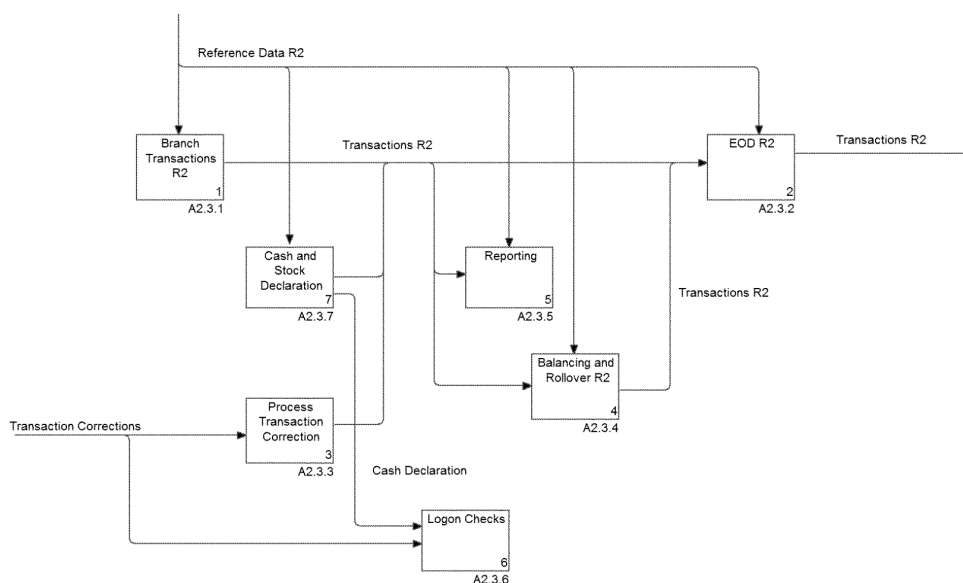 Reference Data R2
Branch
Transactions
R2
1
A2.3.1
Transactions R2
EOD R2
2
A2.3.2
Transactions R2
Cash and
Stock
Declaration
7
A2.3.7
Reporting
5
A2.3.5
Transactions R2
Balancing and
Rollover R2
4
A2.3.4
Transaction Corrections
Process
Transaction
Correction
3
A2.3.3
Cash Declaration
Logon Checks
6
A2.3.6